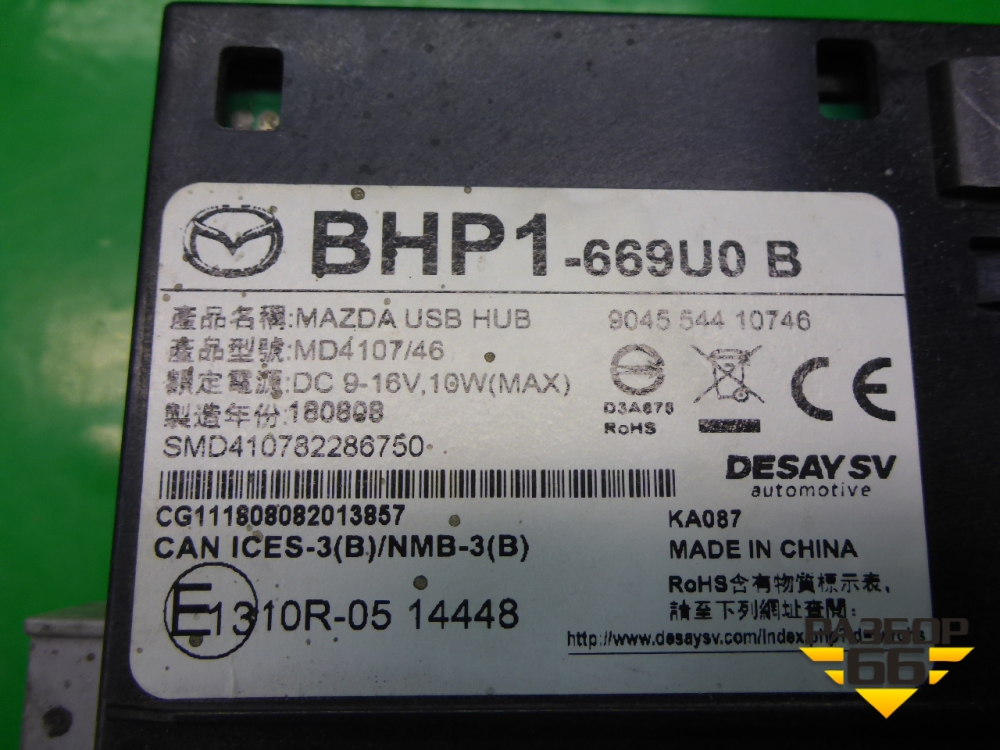 BHP1-669U0 B
產品名稱:MAZDA USB HUB
9045 544 10746
產品型號:MD4107/46
額定電源:DC 9-16V,10W(MAX)
製造年份:180808
D3A675
RoHS
CE
SMD410782286750
DESAY SV
automotive
CG111808082013857
KA087
CAN ICES-3(B)/NMB-3(B)
MADE IN CHINA
RoHS含有物質標示表,
請至下列網址查閱:
E13 10R-05 14448
http://www.desaysv.com/index.php?
РАЗБОР
66